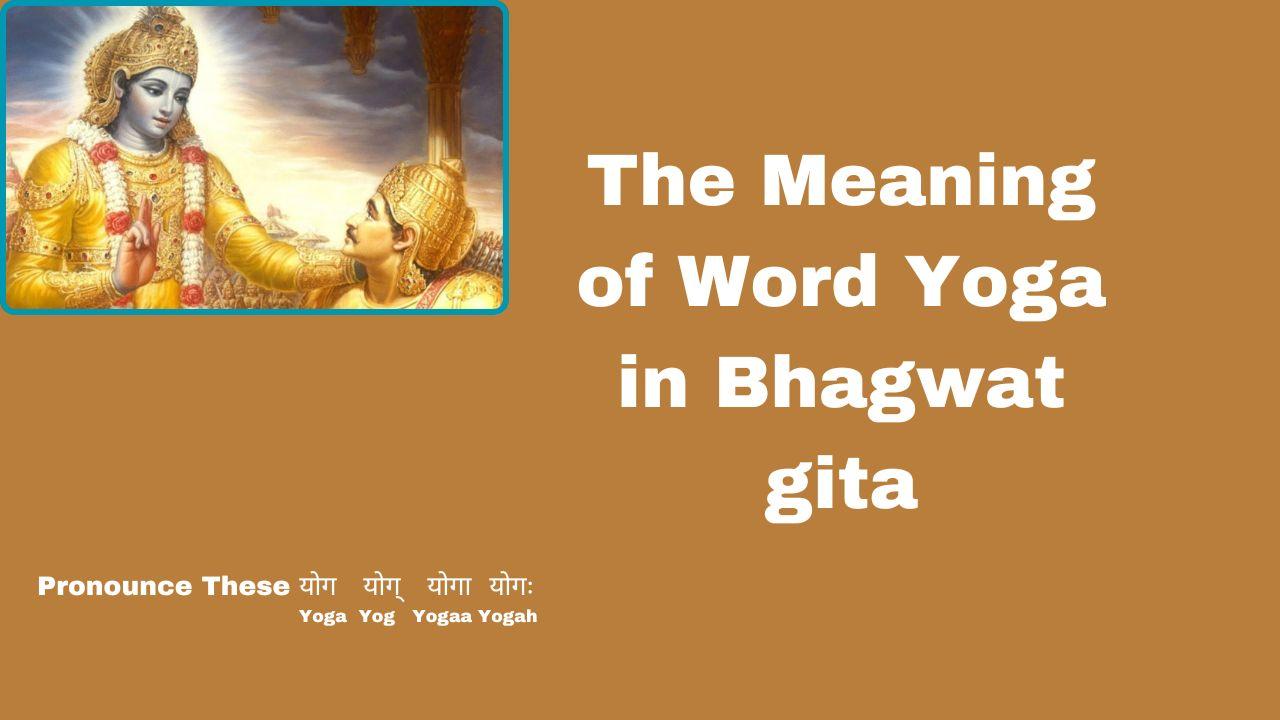 The Meaning
of Word Yoga
in Bhagwat
gita
Pronounce These योग योग् योगा योगः
Yoga Yog Yogaa Yogah